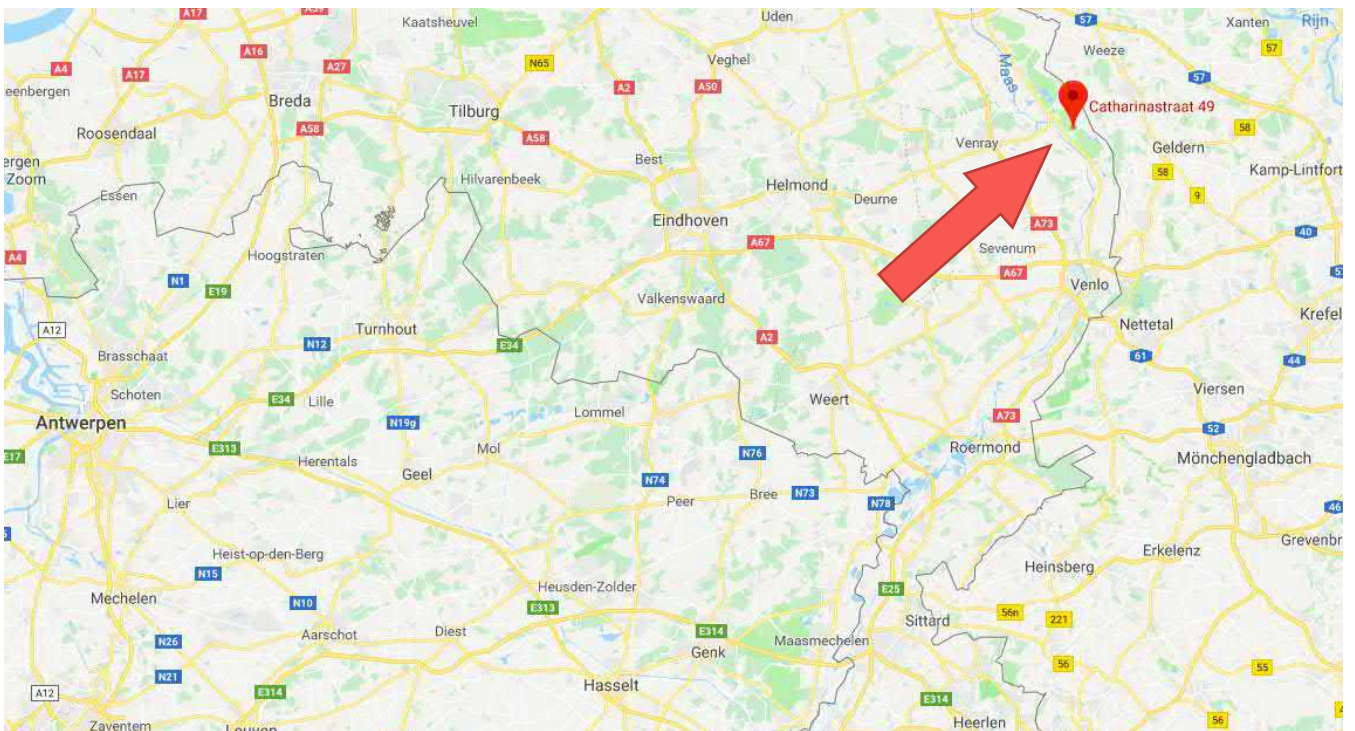 A17
A59
Kaatsheuvel
Uden
57
Xanten
Rijn
A16
A27
N65
Veghel
Weeze
57
A4
A17
A2
A50
Maas
57
eenbergen
Breda
Tilburg
Catharinastraat 49
Roosendaal
A58
A58
58
Venray
Geldern
ergen
Zoom
Best
58
Kamp-Lintfort
Essen
Hilvarenbeek
Helmond
Deurne
9
Eindhoven
A73
40
A4
Hoogstraten
A67
Sevenum
N1
A67
57
E19
Valkenswaard
Venlo
A12
Turnhout
Nettetal
Krefel
Brasschaat
N12
E34
A2
61
44
Schoten
E34
Lille
Weert
Viersen
Antwerpen
N19g
Lommel
A73
52
E17
E313
Herentals
Mol
N76
Roermond
Mönchengladbach
Geel
N74
Lier
Peer
Bree
N73
N78
46
Heist-op-den-Berg
Erkelenz
Grevenbr
N15
Heinsberg
Mechelen
Heusden-Zolder
E25
N10
E313
56n
221
Sittard
N26
Aarschot
Diest
E314
Maasmechelen
Genk
N21
56
55
A12
E314
Hasselt
E314
Zaventem
Leuven
Heerlen
56